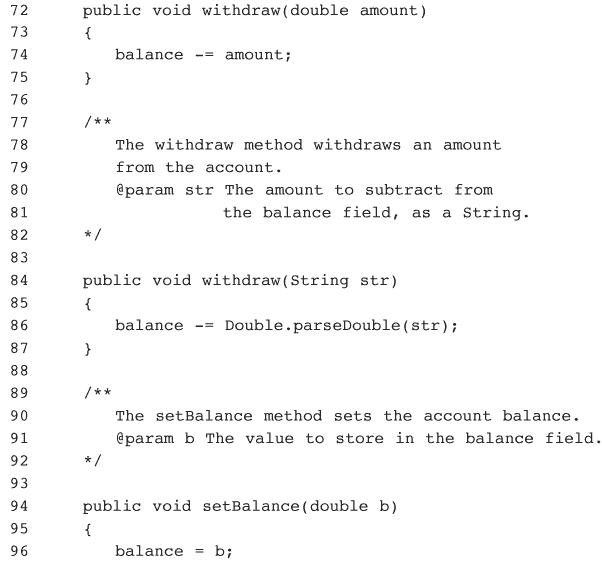 72 public void withdraw(double amount)
73 {
74 balance -= amount;
75 }
76
77 /**
78 The withdraw method withdraws an amount
79 from the account.
80 @param str The amount to subtract from
81 the balance field, as a String.
82 */
83
84 public void withdraw(String str)
85 {
86 balance -= Double.parseDouble(str);
87 }
88
89 /**
90 The setBalance method sets the account balance.
91 @param b The value to store in the balance field.
92 */
93
94 public void setBalance(double b)
95 {
96 balance = b;